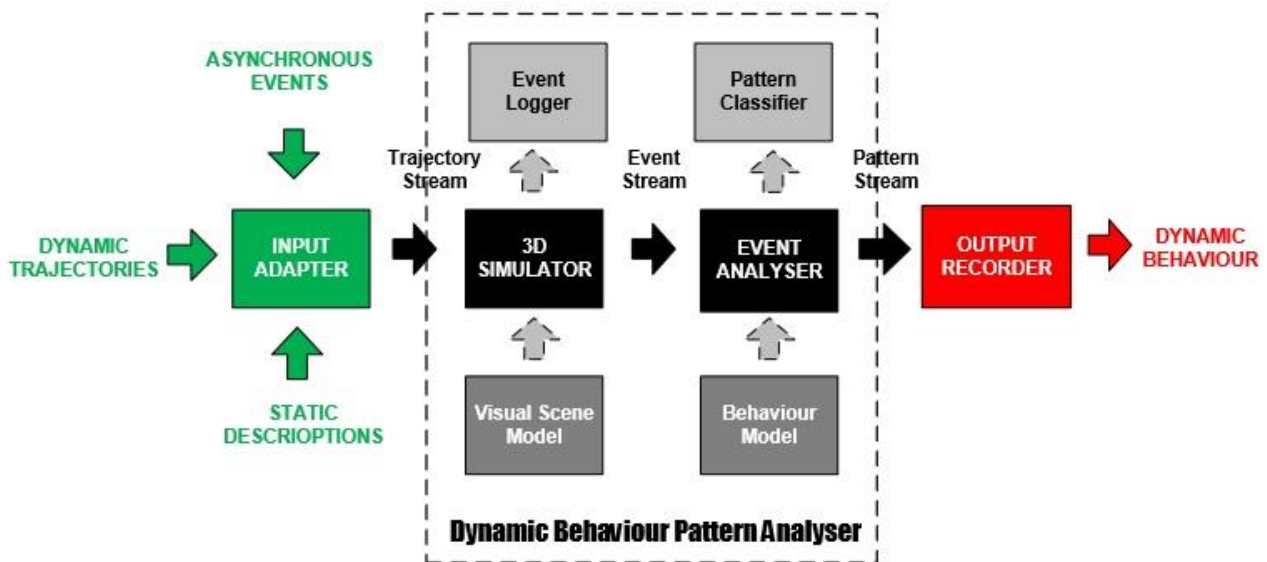 ASYNCHRONOUS
EVENTS
Event
Logger
Pattern
Classifier
Trajectory
Stream
Event
Stream
Pattern
Stream
DYNAMIC
TRAJECTORIES
INPUT
ADAPTER
3D
SIMULATOR
EVENT
ANALYSER
OUTPUT
RECORDER
DYNAMIC
BEHAVIOUR
STATIC
DESCRIOPTIONS
Visual Scene
Model
Behaviour
Model
Dynamic Behaviour Pattern Analyser